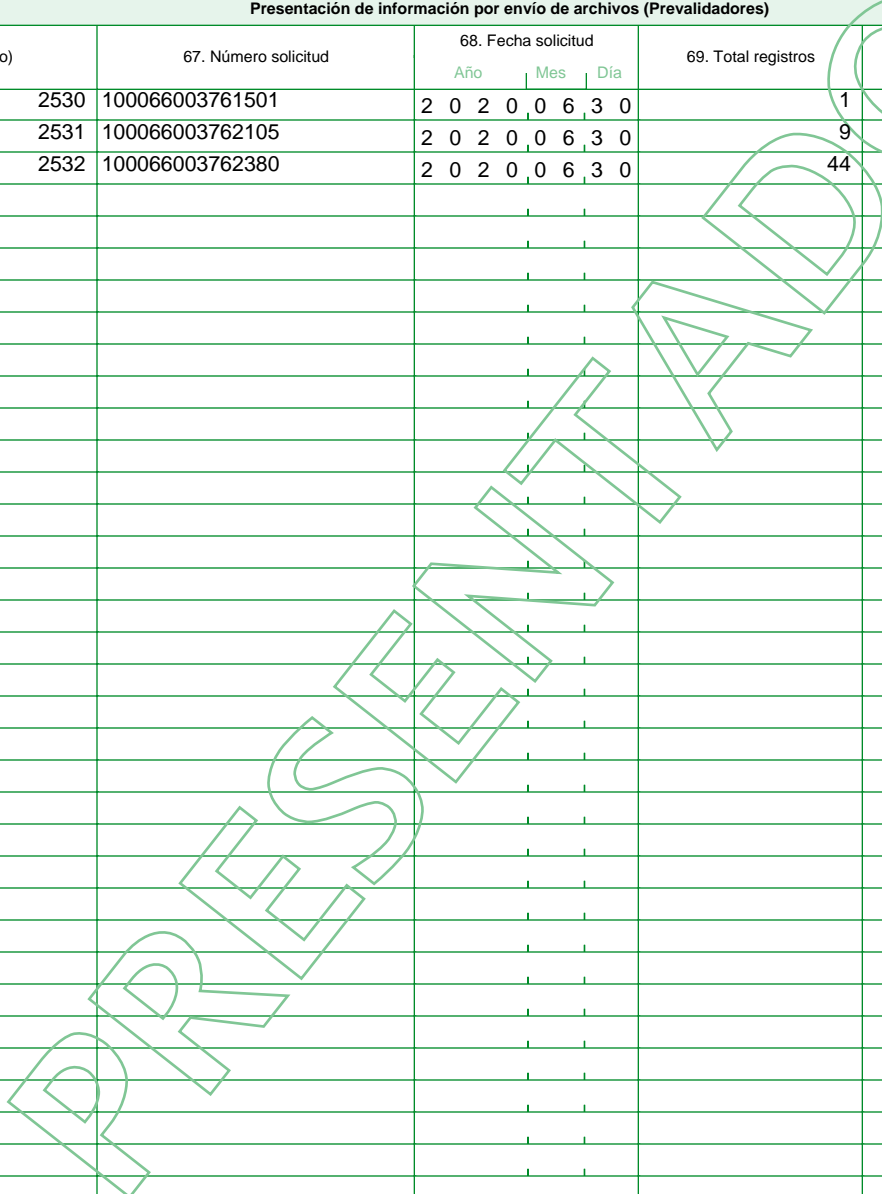 Presentación de información por envío de archivos (Prevalidadores)
o) 67. Número solicitud 68. Fecha solicitud 69. Total registros
Año Mes Día
2530 100066003761501 2 0 2 0 0 6 3 0 1
2531 100066003762105 2 0 2 0 0 6 3 0 9
2532 100066003762380 2 0 2 0 0 6 3 0 44
PRESENTADO